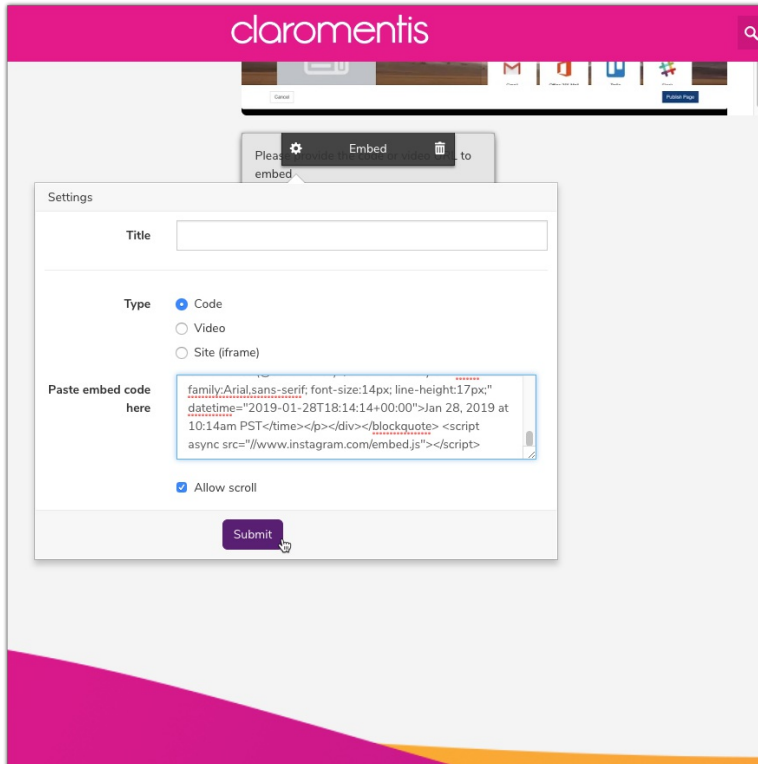 claromentis
Cancel
Publish Page
Embed
Please provide the code or video URL to
embed
Settings
Title
Type
Code
Video
Site (iframe)
Paste embed code
here
family:Arial,sans-serif; font-size:14px; line-height:17px;"
datetime="2019-01-28T18:14:14+00:00">Jan 28, 2019 at
10:14am PST</time></p></div></blockquote> <script
async src="//www.instagram.com/embed.js"></script>
Allow scroll
Submit